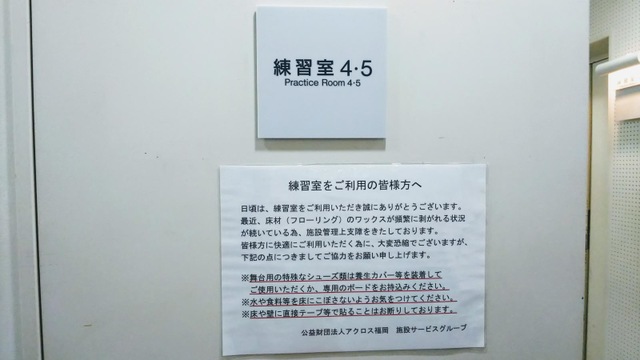 練習室 4･5
Practice Room 4･5
練習室をご利用の皆様方へ
日頃は、練習室をご利用いただき誠にありがとうございます。
最近、床材（フローリング）のワックスが頻繁に剥がれる状況
が続いている為、施設管理上支障をきたしております。
皆様方に快適にご利用いただく為に、大変恐縮でございますが、
下記の点につきましてご協力をお願い申し上げます。
※舞台用の特殊なシューズ類は養生カバー等を装着して
ご使用いただくか、専用のボードをお持込みください。
※水や食料等を床にこぼさないようお気をつけてください。
※床や壁に直接テープ等で貼ることはお断りしております。
公益財団法人アクロス福岡　施設サービスグループ